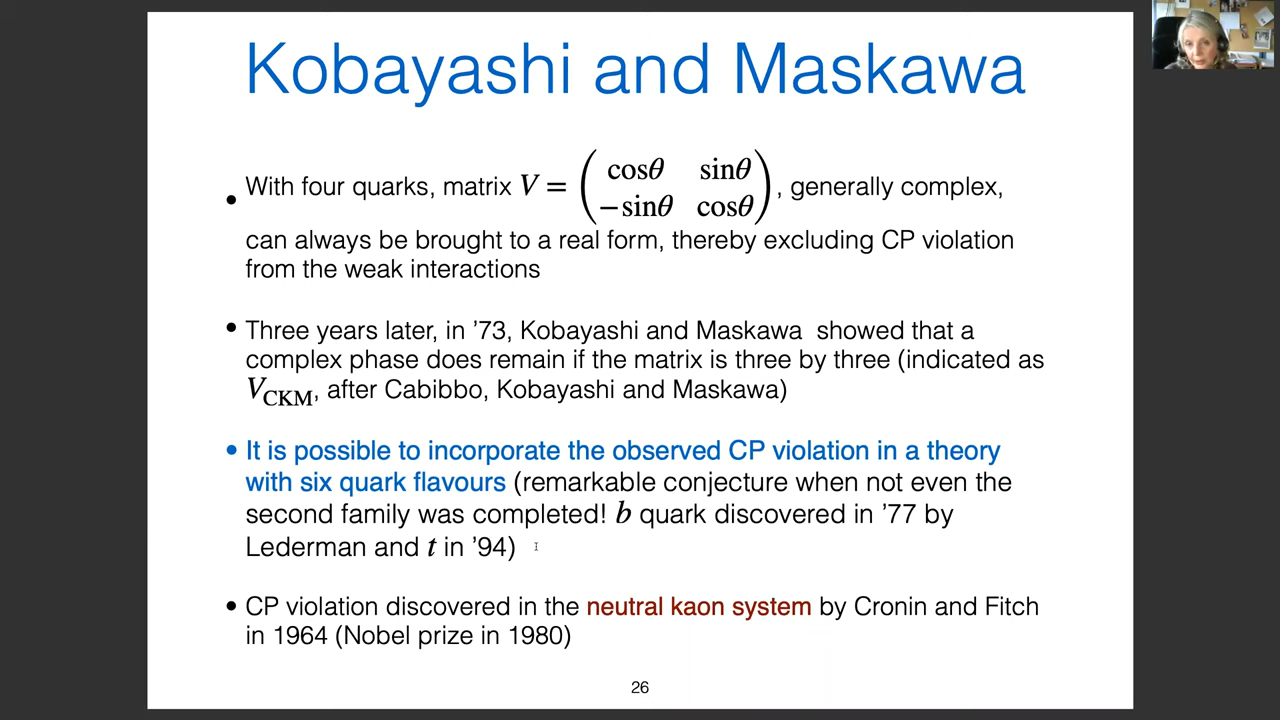 Kobayashi and Maskawa
• With four quarks, matrix V = ( cosθ sinθ
−sinθ cosθ ), generally complex,
can always be brought to a real form, thereby excluding CP violation
from the weak interactions
• Three years later, in ’73, Kobayashi and Maskawa showed that a
complex phase does remain if the matrix is three by three (indicated as
V_CKM, after Cabibbo, Kobayashi and Maskawa)
• It is possible to incorporate the observed CP violation in a theory
with six quark flavours (remarkable conjecture when not even the
second family was completed! b quark discovered in ’77 by
Lederman and t in ’94)
• CP violation discovered in the neutral kaon system by Cronin and Fitch
in 1964 (Nobel prize in 1980)
26